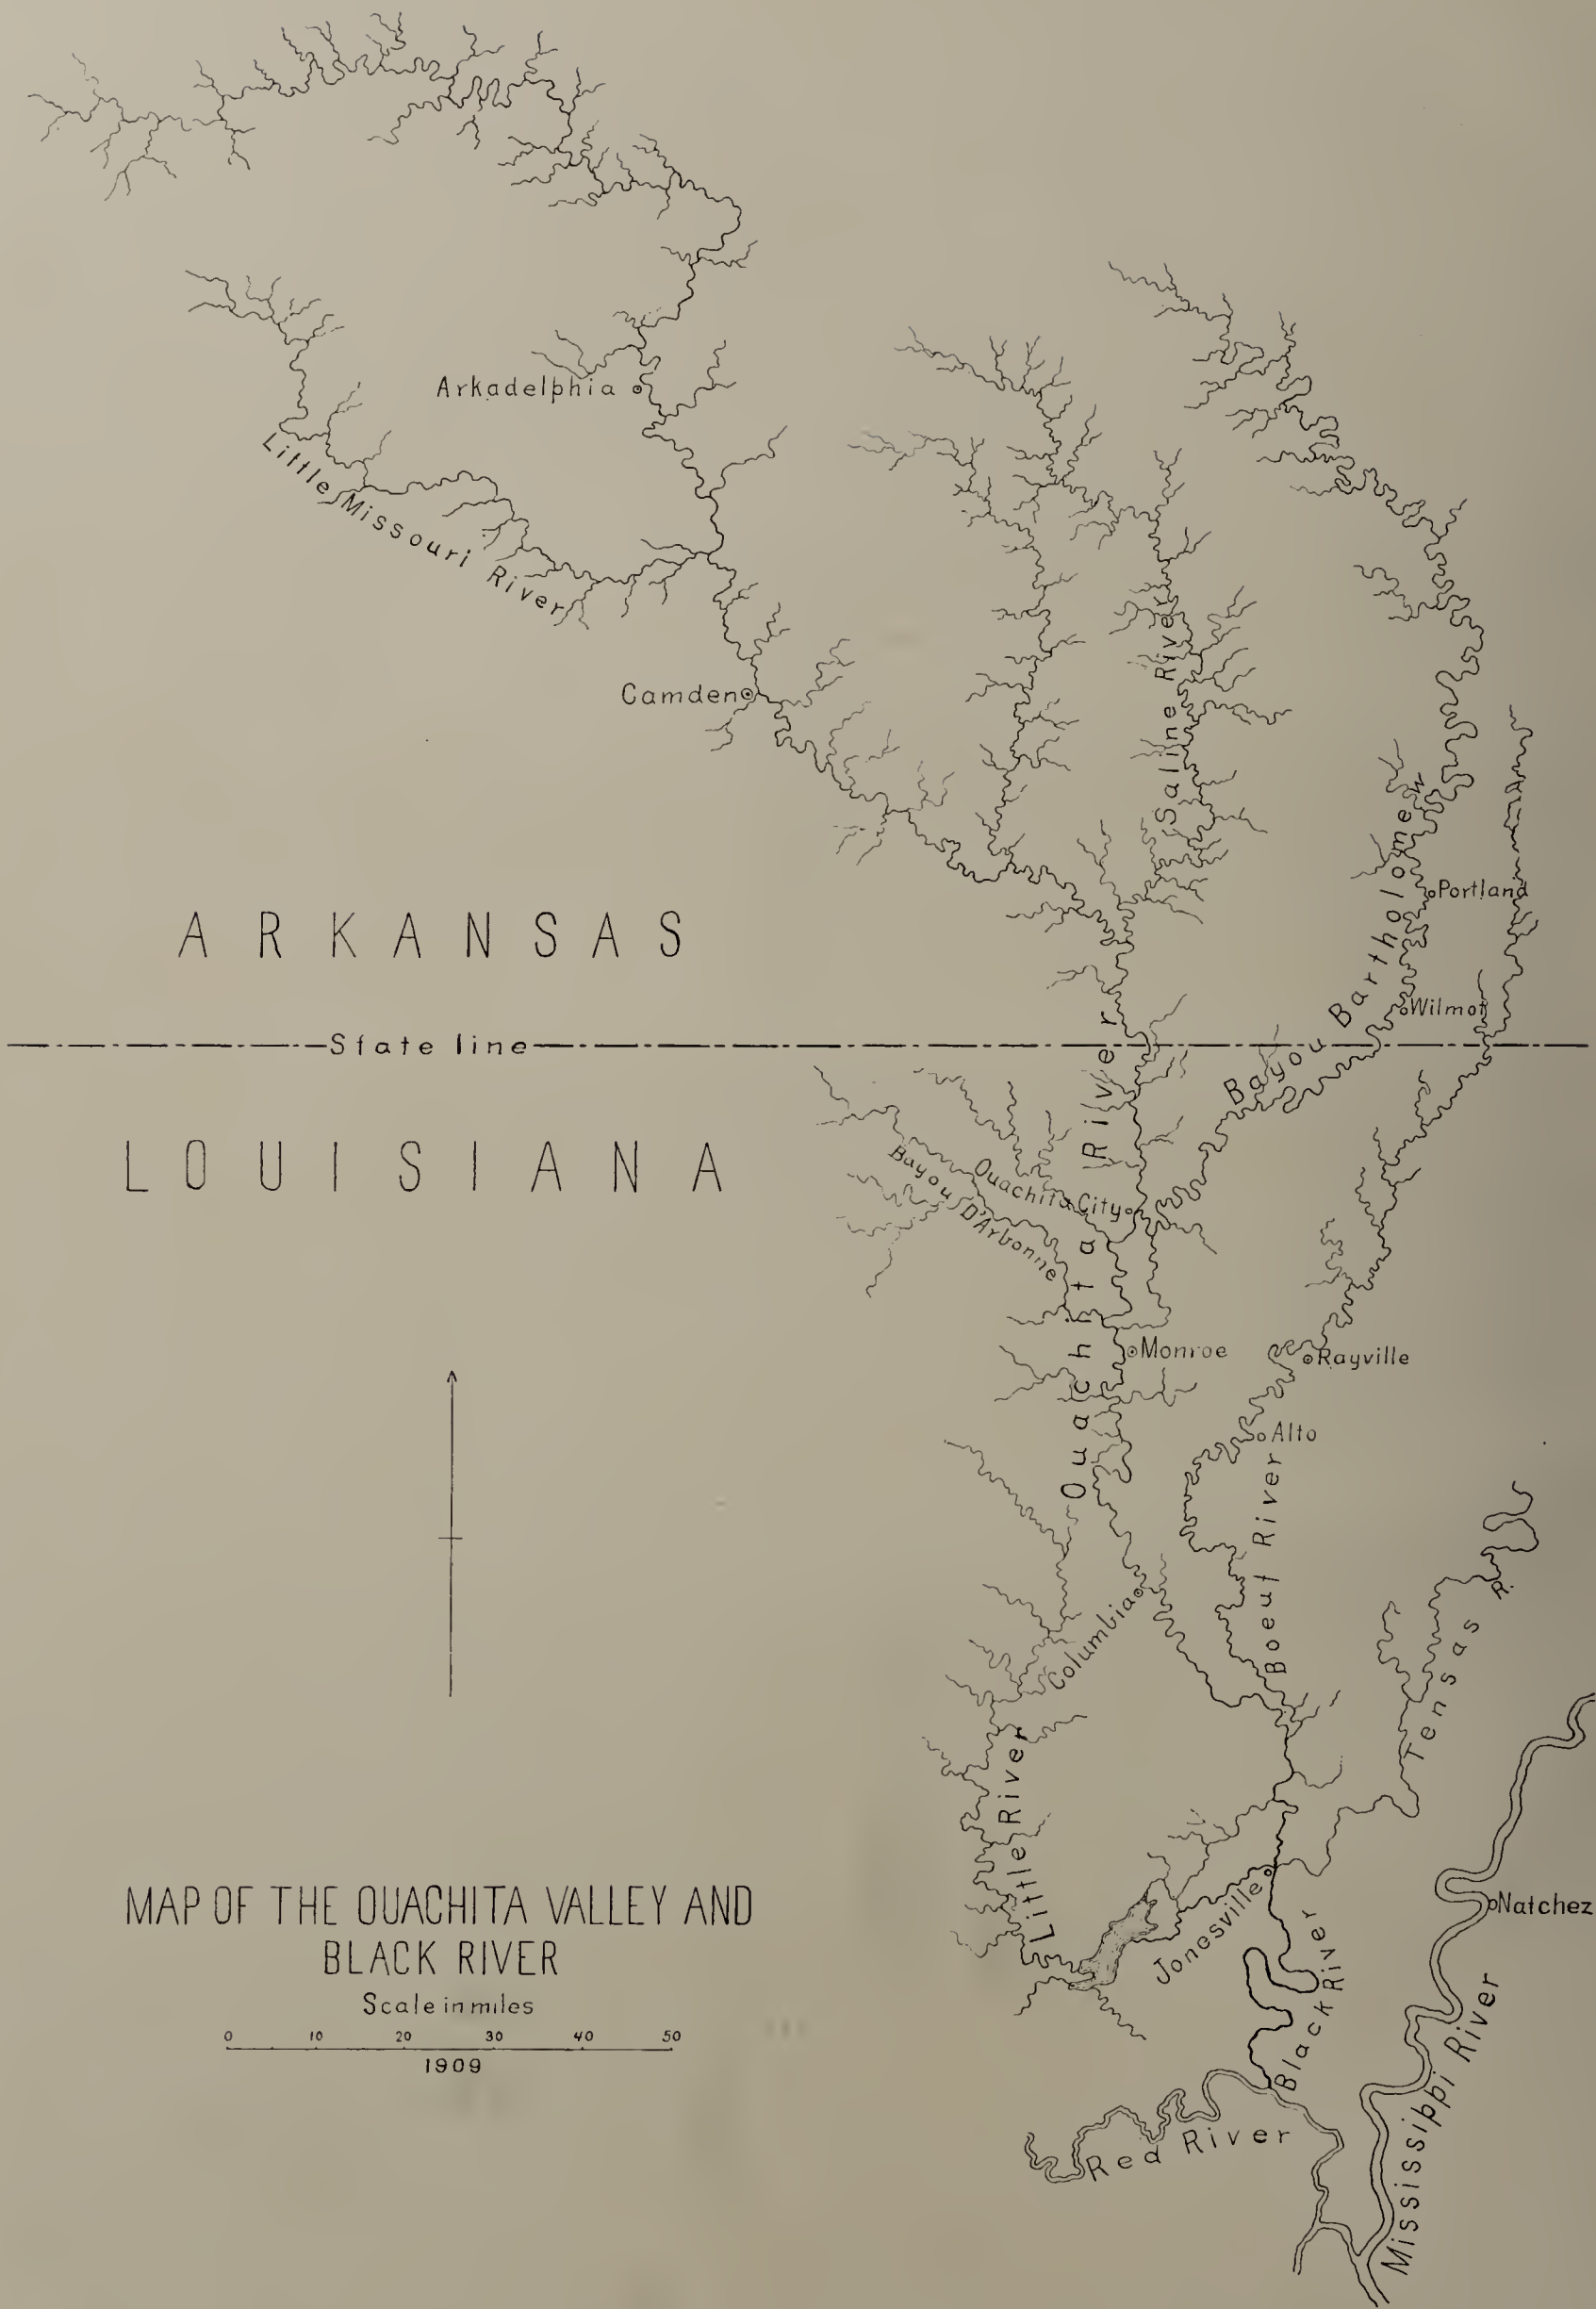 Arkadelphia
Little Missouri River
Camden
Saline River
Bayou Bartholomew
Portland
ARKANSAS
Wilmot
State line
LOUISIANA
Ouachita River
Ouachita City
Bayou D'Arbonne
Monroe
Rayville
Alto
Boeuf River
Columbia
Tensas R.
Little River
Jonesville
Natchez
Black River
MAP OF THE OUACHITA VALLEY AND
BLACK RIVER
Scale in miles
0 10 20 30 40 50
1909
Red River
Mississippi River